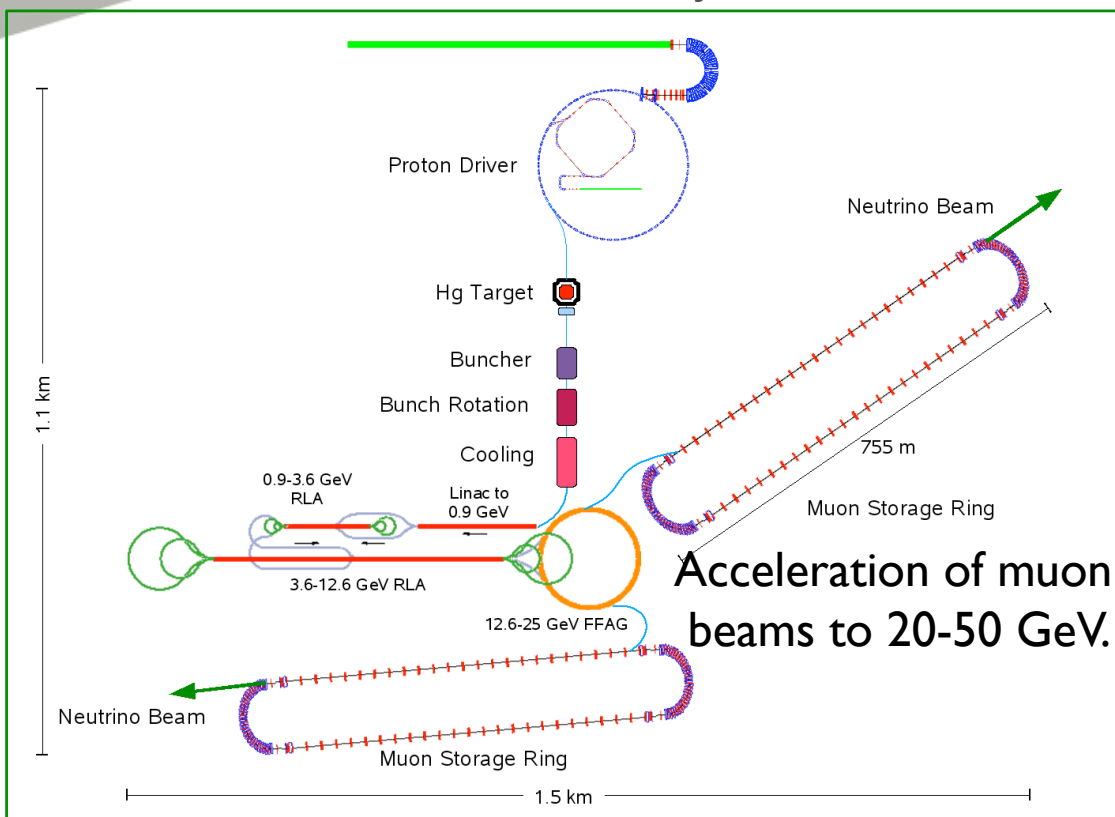 Proton Driver
Neutrino Beam
Hg Target
Buncher
1.1 km
Bunch Rotation
755 m
Cooling
0.9-3.6 GeV
RLA
Linac to
0.9 GeV
Muon Storage Ring
Acceleration of muon
beams to 20-50 GeV.
3.6-12.6 GeV RLA
12.6-25 GeV FFAG
Neutrino Beam
Muon Storage Ring
1.5 km